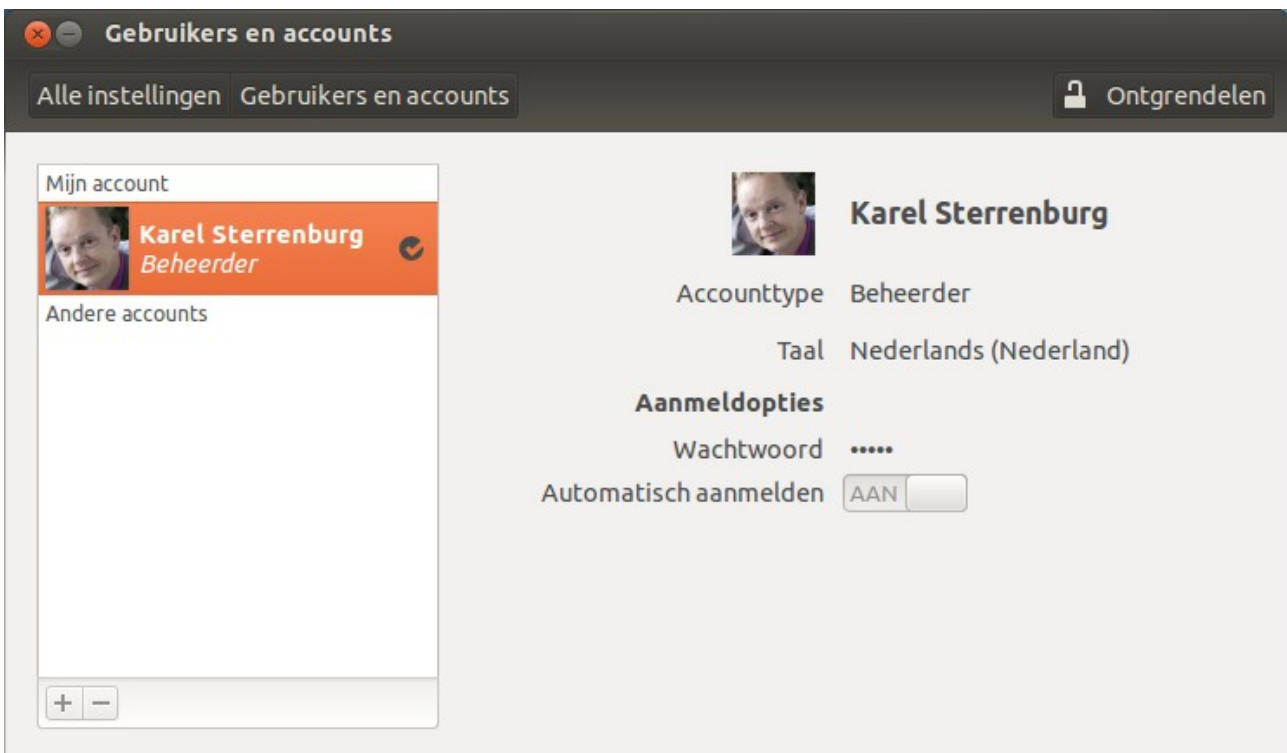 Gebruikers en accounts
Alle instellingen Gebruikers en accounts Ontgrendelen
Mijn account
Karel Sterrenburg
Beheerder
Andere accounts
Karel Sterrenburg
Accounttype Beheerder
Taal Nederlands (Nederland)
Aanmeldopties
Wachtwoord •••••
Automatisch aanmelden AAN